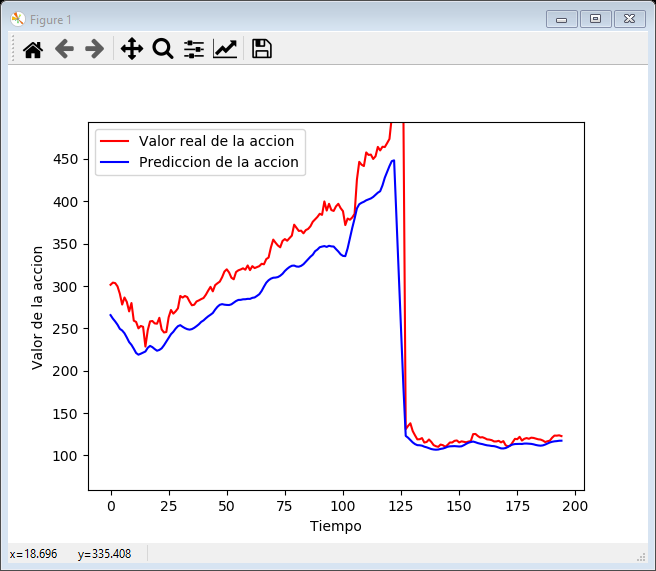 Figure 1
Valor real de la accion
Prediccion de la accion
450
400
350
300
250
200
150
100
Valor de la accion
0 25 50 75 100 125 150 175 200
Tiempo
x=18.696 y=335.408